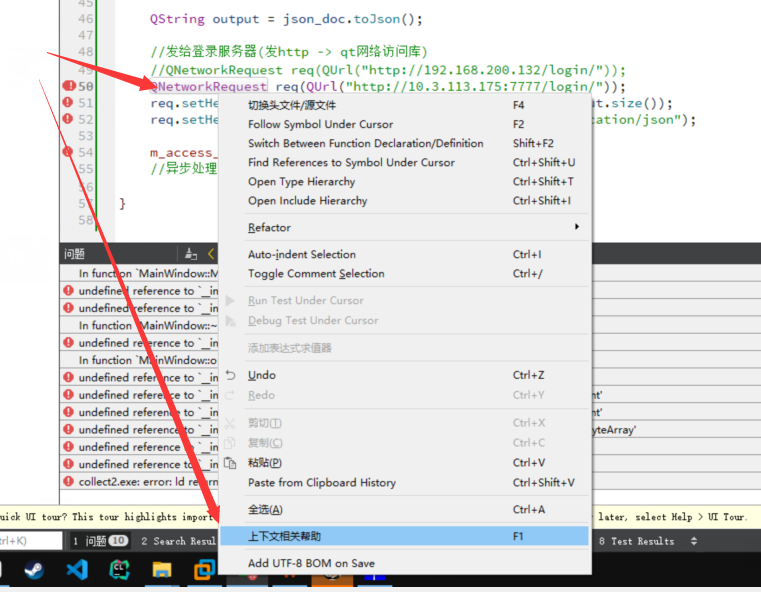 45
46 QString output = json_doc.toJson();
47
48 //发给登录服务器(发http -> qt网络访问库)
49 //QNetworkRequest req(QUrl("http://192.168.200.132/login/"));
50 QNetworkRequest req(QUrl("http://10.3.113.175:7777/login/"));
51 req.setHe ut.size());
52 req.setHe cation/json");
53
54 m_access_
55 //异步处理
56
57 }
58
切换头文件/源文件 F4
Follow Symbol Under Cursor F2
Switch Between Function Declaration/Definition Shift+F2
Find References to Symbol Under Cursor Ctrl+Shift+U
Open Type Hierarchy Ctrl+Shift+T
Open Include Hierarchy Ctrl+Shift+I
Refactor
Auto-indent Selection Ctrl+I
Toggle Comment Selection Ctrl+/
Run Test Under Cursor
Debug Test Under Cursor
添加表达式求值器
Undo Ctrl+Z
Redo Ctrl+Y
剪切(T) Ctrl+X
复制(C) Ctrl+C
粘贴(P) Ctrl+V
Paste from Clipboard History Ctrl+Shift+V
全选(A) Ctrl+A
上下文相关帮助 F1
Add UTF-8 BOM on Save
问题
In function `MainWindow::M
undefined reference to `__in
undefined reference to `__in
In function `MainWindow::~
undefined reference to `__in
In function `MainWindow::o
undefined reference to `__in
undefined reference to `__in nt'
undefined reference to `__in nt'
undefined reference to `__in yteArray'
undefined reference to `__in
undefined reference to `__in
collect2.exe: error: ld return
uick UI tour? This tour highlights import later, select Help > UI Tour.
trl+K) 1 问题 10 2 Search Resul 8 Test Results